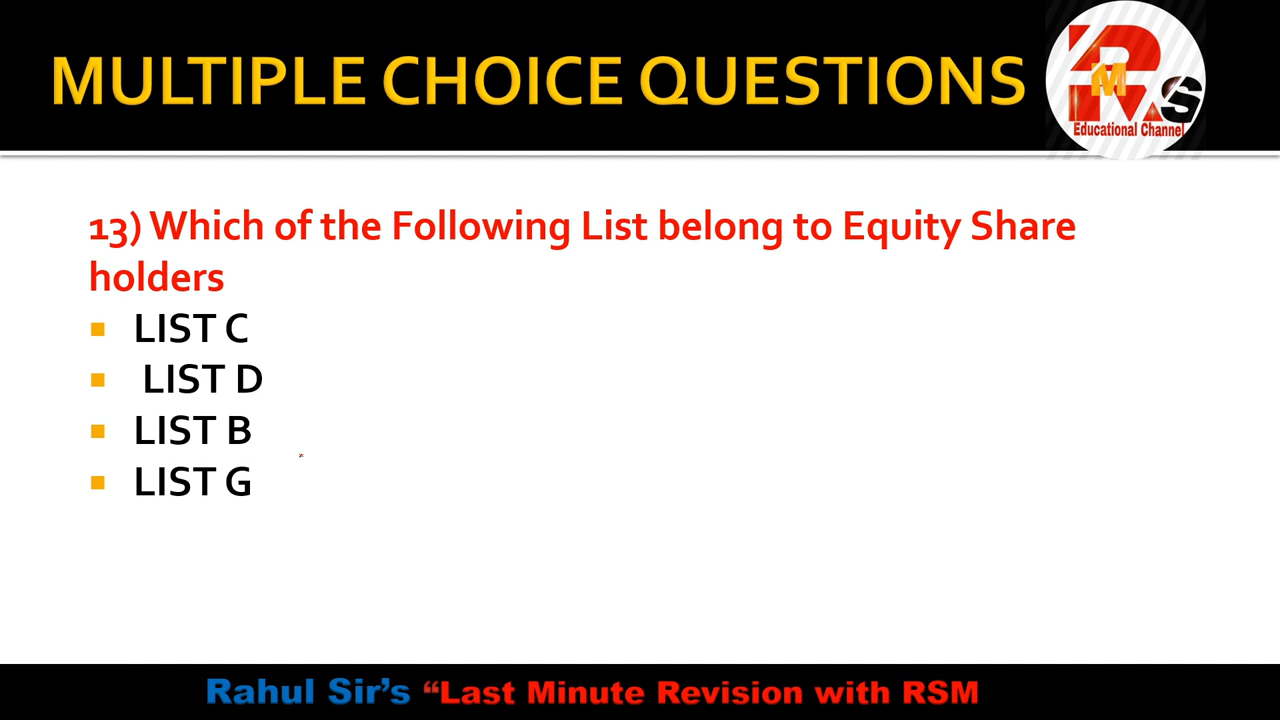 MULTIPLE CHOICE QUESTIONS
RMS
Educational Channel
13) Which of the Following List belong to Equity Share
holders
LIST C
LIST D
LIST B
LIST G
Rahul Sir's “Last Minute Revision with RSM